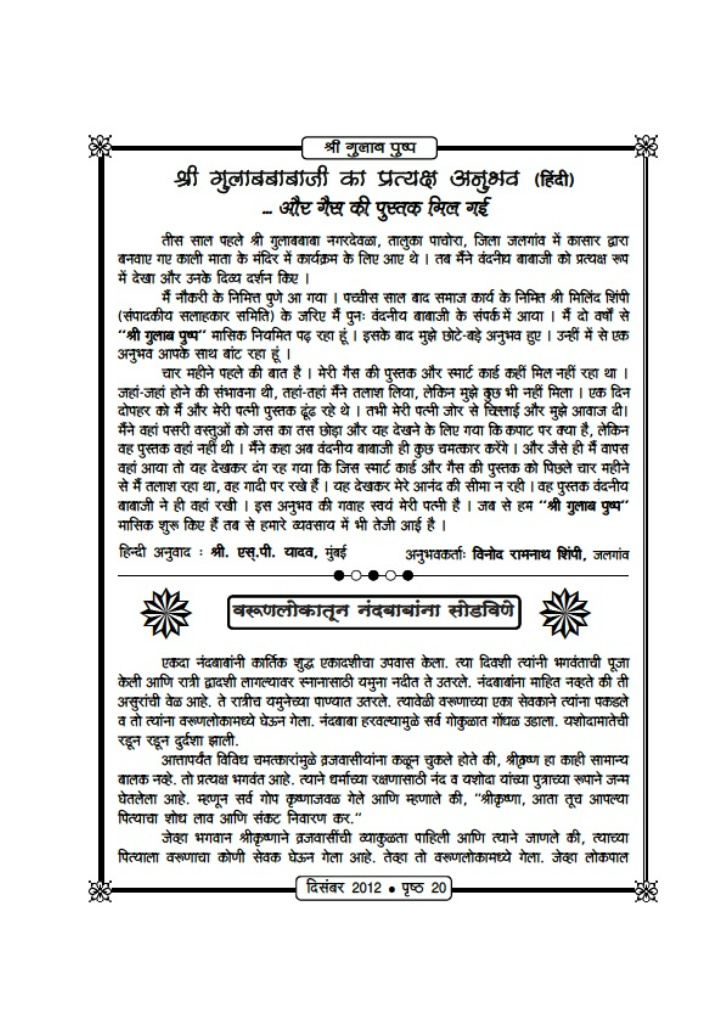 श्री गुलाब पुष्प
श्री गुलाबबाबाजी का प्रत्यक्ष अनुभव (हिंदी)
... और गैस की पुस्तक मिल गई
तीस साल पहले श्री गुलाबबाबा नगरदेवळा, तालुका पाचोरा, जिला जलगांव में कासार द्वारा
बनवाए गए काली माता के मंदिर में कार्यक्रम के लिए आए थे । तब मैंने वंदनीय बाबाजी को प्रत्यक्ष रूप
में देखा और उनके दिव्य दर्शन किए ।
मैं नौकरी के निमित्त पुणे आ गया । पच्चीस साल बाद समाज कार्य के निमित श्री मिलिंद शिंपी
(संपादकीय सलाहकार समिति) के जरिए मैं पुनः वंदनीय बाबाजी के संपर्क में आया । मैं दो वर्षों से
“श्री गुलाब पुष्प” मासिक नियमित पढ़ रहा हूं । इसके बाद मुझे छोटे-बड़े अनुभव हुए । उन्हीं में से एक
अनुभव आपके साथ बांट रहा हूं ।
चार महीने पहले की बात है । मेरी गैस की पुस्तक और स्मार्ट कार्ड कहीं मिल नहीं रहा था ।
जहां-जहां होने की संभावना थी, तहां-तहां मैंने तलाश लिया, लेकिन मुझे कुछ भी नहीं मिला । एक दिन
दोपहर को मैं और मेरी पत्नी पुस्तक ढूंढ रहे थे । तभी मेरी पत्नी जोर से चिल्लाई और मुझे आवाज दी।
मैंने वहां पसरी वस्तुओं को जस का तस छोड़ा और यह देखने के लिए गया कि कपाट पर क्या है, लेकिन
वह पुस्तक वहां नहीं थी । मैंने कहा अब वंदनीय बाबाजी ही कुछ चमत्कार करेंगे । और जैसे ही मैं वापस
वहां आया तो यह देखकर दंग रह गया कि जिस स्मार्ट कार्ड और गैस की पुस्तक को पिछले चार महीने
से मैं तलाश रहा था, वह गादी पर रखे हैं । यह देखकर मेरे आनंद की सीमा न रही । वह पुस्तक वंदनीय
बाबाजी ने ही वहां रखी । इस अनुभव की गवाह स्वयं मेरी पत्नी है । जब से हम “श्री गुलाब पुष्प”
मासिक शुरू किए हैं तब से हमारे व्यवसाय में भी तेजी आई है ।
हिन्दी अनुवाद : श्री. एस्.पी. यादव, मुंबई अनुभवकर्ताः विनोद रामनाथ शिंपी, जलगांव
वरूणलोकातून नंदबाबांना सोडविणे
एकदा नंदबाबांनी कार्तिक शुद्ध एकादशीचा उपवास केला. त्या दिवशी त्यांनी भगवंताची पूजा
केली आणि रात्री द्वादशी लागल्यावर स्नानासाठी यमुना नदीत ते उतरले. नंदबाबांना माहित नव्हते की ती
असुरांची वेळ आहे. ते रात्रीच यमुनेच्या पाण्यात उतरले. त्यावेळी वरूणाच्या एका सेवकाने त्यांना पकडले
व तो त्यांना वरूणलोकामध्ये घेऊन गेला. नंदबाबा हरवल्यामुळे सर्व गोकुळात गोंधळ उडाला. यशोदामातेची
रडून रडून दुर्दशा झाली.
आत्तापर्यंत विविध चमत्कारांमुळे व्रजवासीयांना कळून चुकले होते की, श्रीकृष्ण हा काही सामान्य
बालक नव्हे. तो प्रत्यक्ष भगवंत आहे. त्याने धर्माच्या रक्षणासाठी नंद व यशोदा यांच्या पुत्राच्या रूपाने जन्म
घेतलेला आहे. म्हणून सर्व गोप कृष्णाजवळ गेले आणि म्हणाले की, “श्रीकृष्णा, आता तूच आपल्या
पित्याचा शोध लाव आणि संकट निवारण कर.“
जेव्हा भगवान श्रीकृष्णाने व्रजवासींची व्याकुळता पाहिली आणि त्याने जाणले की, त्याच्या
पित्याला वरूणाचा कोणी सेवक घेऊन गेला आहे. तेव्हा तो वरूणलोकामध्ये गेला. जेव्हा लोकपाल
दिसंबर 2012 ● पृष्ठ 20